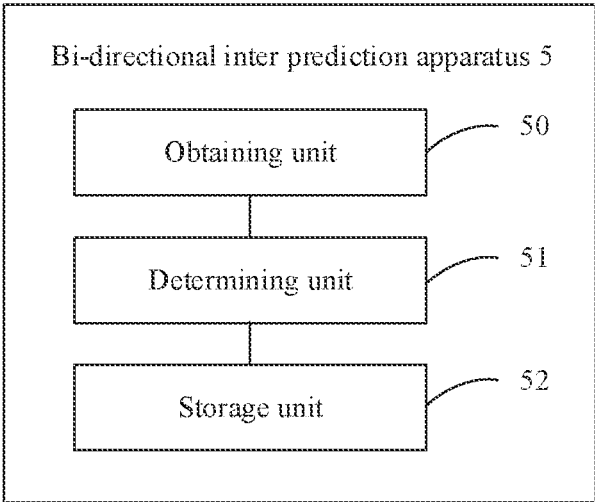 Bi-directional inter prediction apparatus 5
Obtaining unit
50
Determining unit
51
Storage unit
52